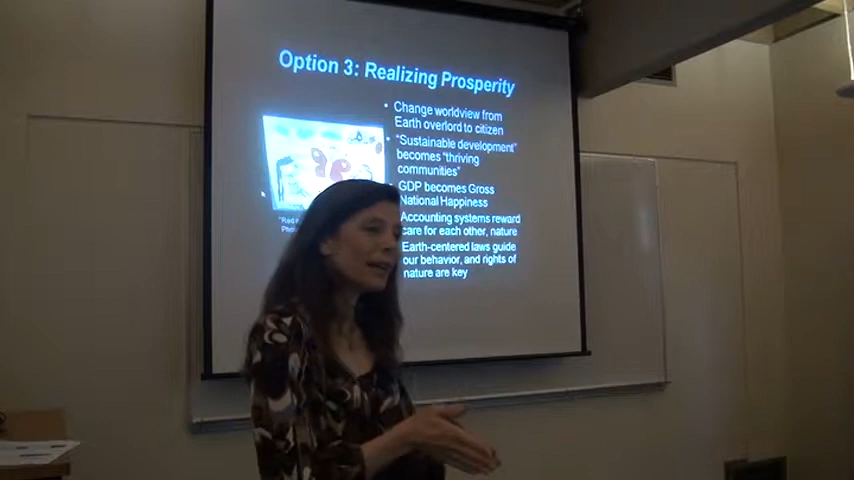 Option 3: Realizing Prosperity
• Change worldview from
Earth overlord to citizen
• "Sustainable development"
becomes "thriving
communities"
GDP becomes Gross
National Happiness
Accounting systems reward
care for each other, nature
Earth-centered laws guide
our behavior, and rights of
nature are key
"Red